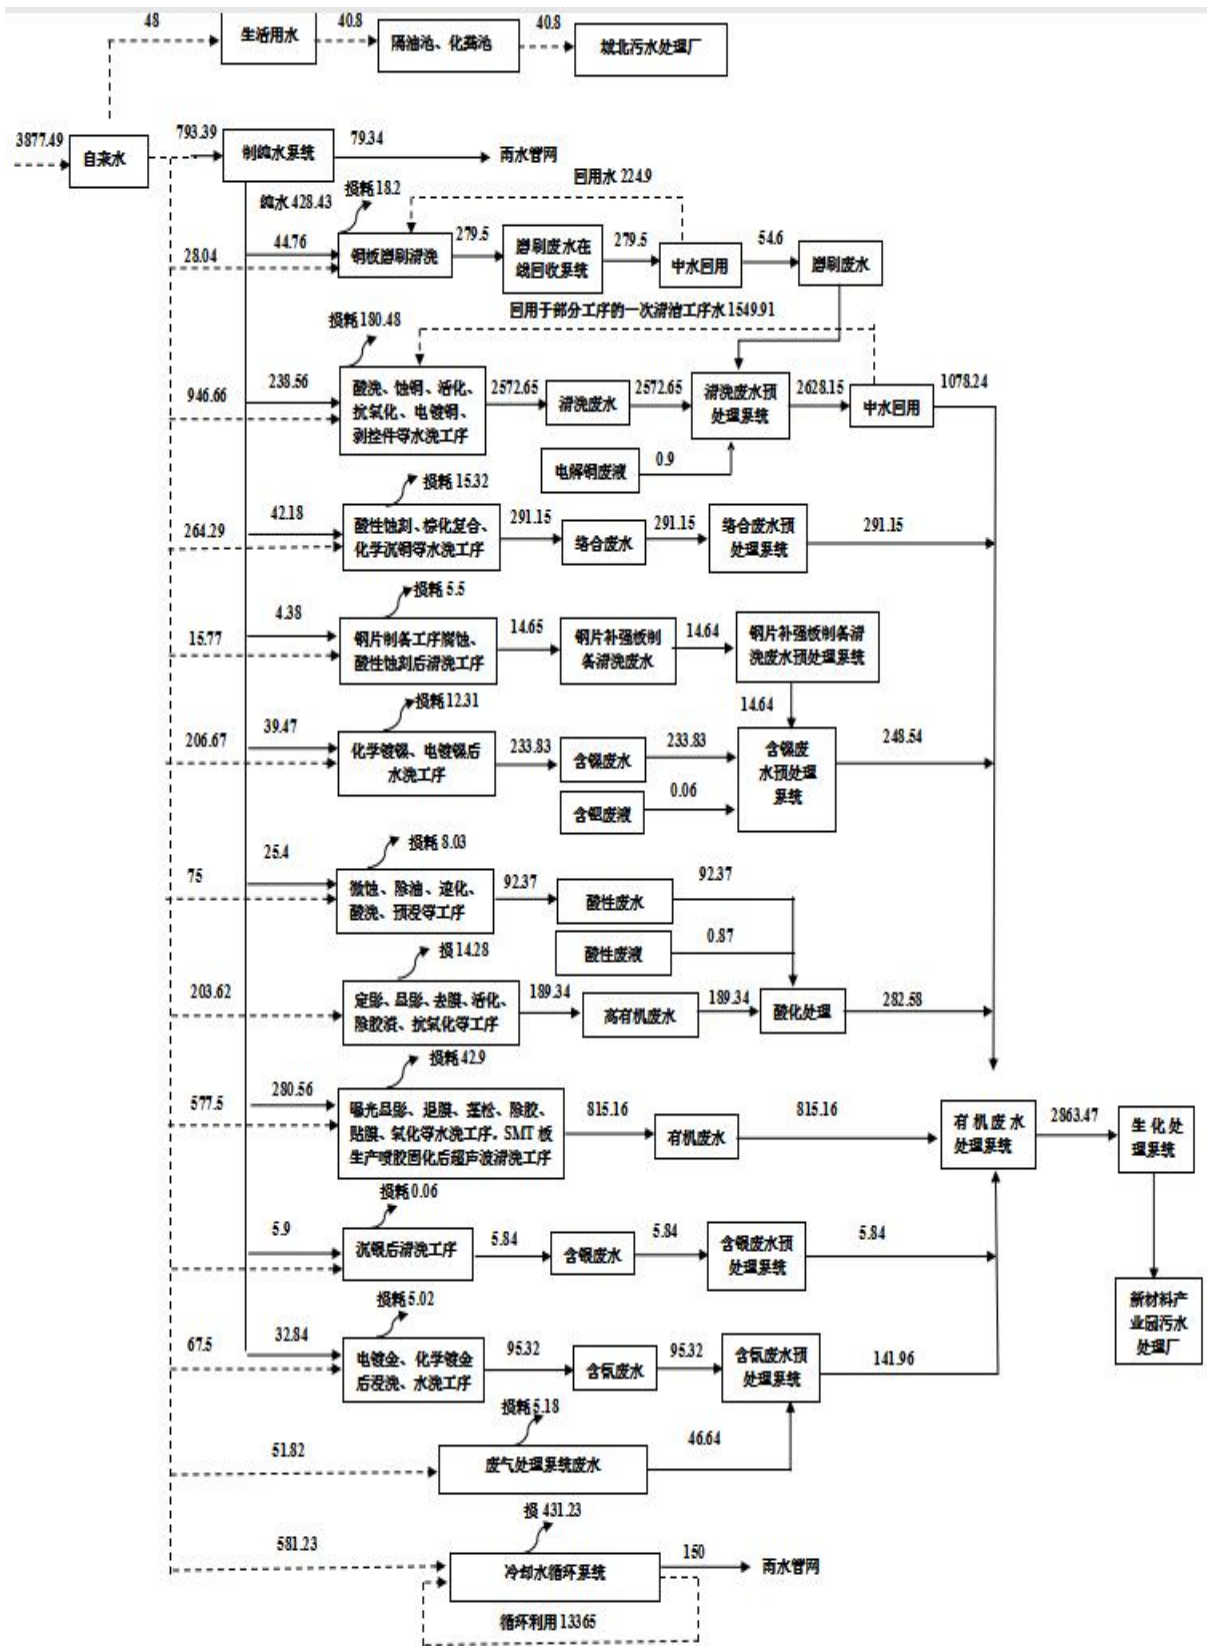 48
生活用水
40.8
隔油池、化粪池
40.8
城北污水处理厂
3877.49
自来水
793.39
制纯水系统
79.34
雨水管网
纯水 428.43
损耗 18.2
回用水 224.9
28.04
44.76
铜板磨刷清洗
279.5
磨刷废水在
线回收系统
279.5
中水回用
54.6
磨刷废水
回用于部分工序的一次清洁工序水 1549.91
损耗 180.48
946.66
238.56
酸洗、蚀铜、活化、
抗氧化、电镀铜、
剥挂件等水洗工序
2572.65
清洗废水
2572.65
清洗废水预
处理系统
2628.15
中水回用
1078.24
电解铜废液
0.9
损耗 15.32
264.29
42.18
酸性蚀刻、棕化复合、
化学沉铜等水洗工序
291.15
络合废水
291.15
络合废水预
处理系统
291.15
损耗 5.5
15.77
4.38
钢片制备工序腐蚀、
酸性蚀刻后清洗工序
14.65
钢片补强板制
备清洗废水
14.64
钢片补强板制备清
洗废水预处理系统
14.64
损耗 12.31
206.67
39.47
化学镀镍、电镀镍后
水洗工序
233.83
含镍废水
233.83
含镍废
水预处理
系统
248.54
含钯废液
0.06
损耗 8.03
75
25.4
微蚀、除油、速化、
酸洗、预浸等工序
92.37
酸性废水
92.37
酸性废液
0.87
损 14.28
203.62
定影、显影、去膜、活化、
除胶渣、抗氧化等工序
189.34
高有机废水
189.34
酸化处理
282.58
损耗 42.9
577.5
280.56
曝光显影、退膜、蓬松、除胶、
贴膜、氧化等水洗工序。SMT 板
生产喷胶固化后超声波清洗工序
815.16
有机废水
815.16
有机废水
处理系统
2863.47
生化处
理系统
损耗 0.06
5.9
沉银后清洗工序
5.84
含银废水
5.84
含银废水预
处理系统
5.84
新材料产
业园污水
处理厂
损耗 5.02
67.5
32.84
电镀金、化学镀金
后浸洗、水洗工序
95.32
含氰废水
95.32
含氰废水预
处理系统
141.96
损耗 5.18
51.82
废气处理系统废水
46.64
损 431.23
581.23
冷却水循环系统
150
雨水管网
循环利用 13365